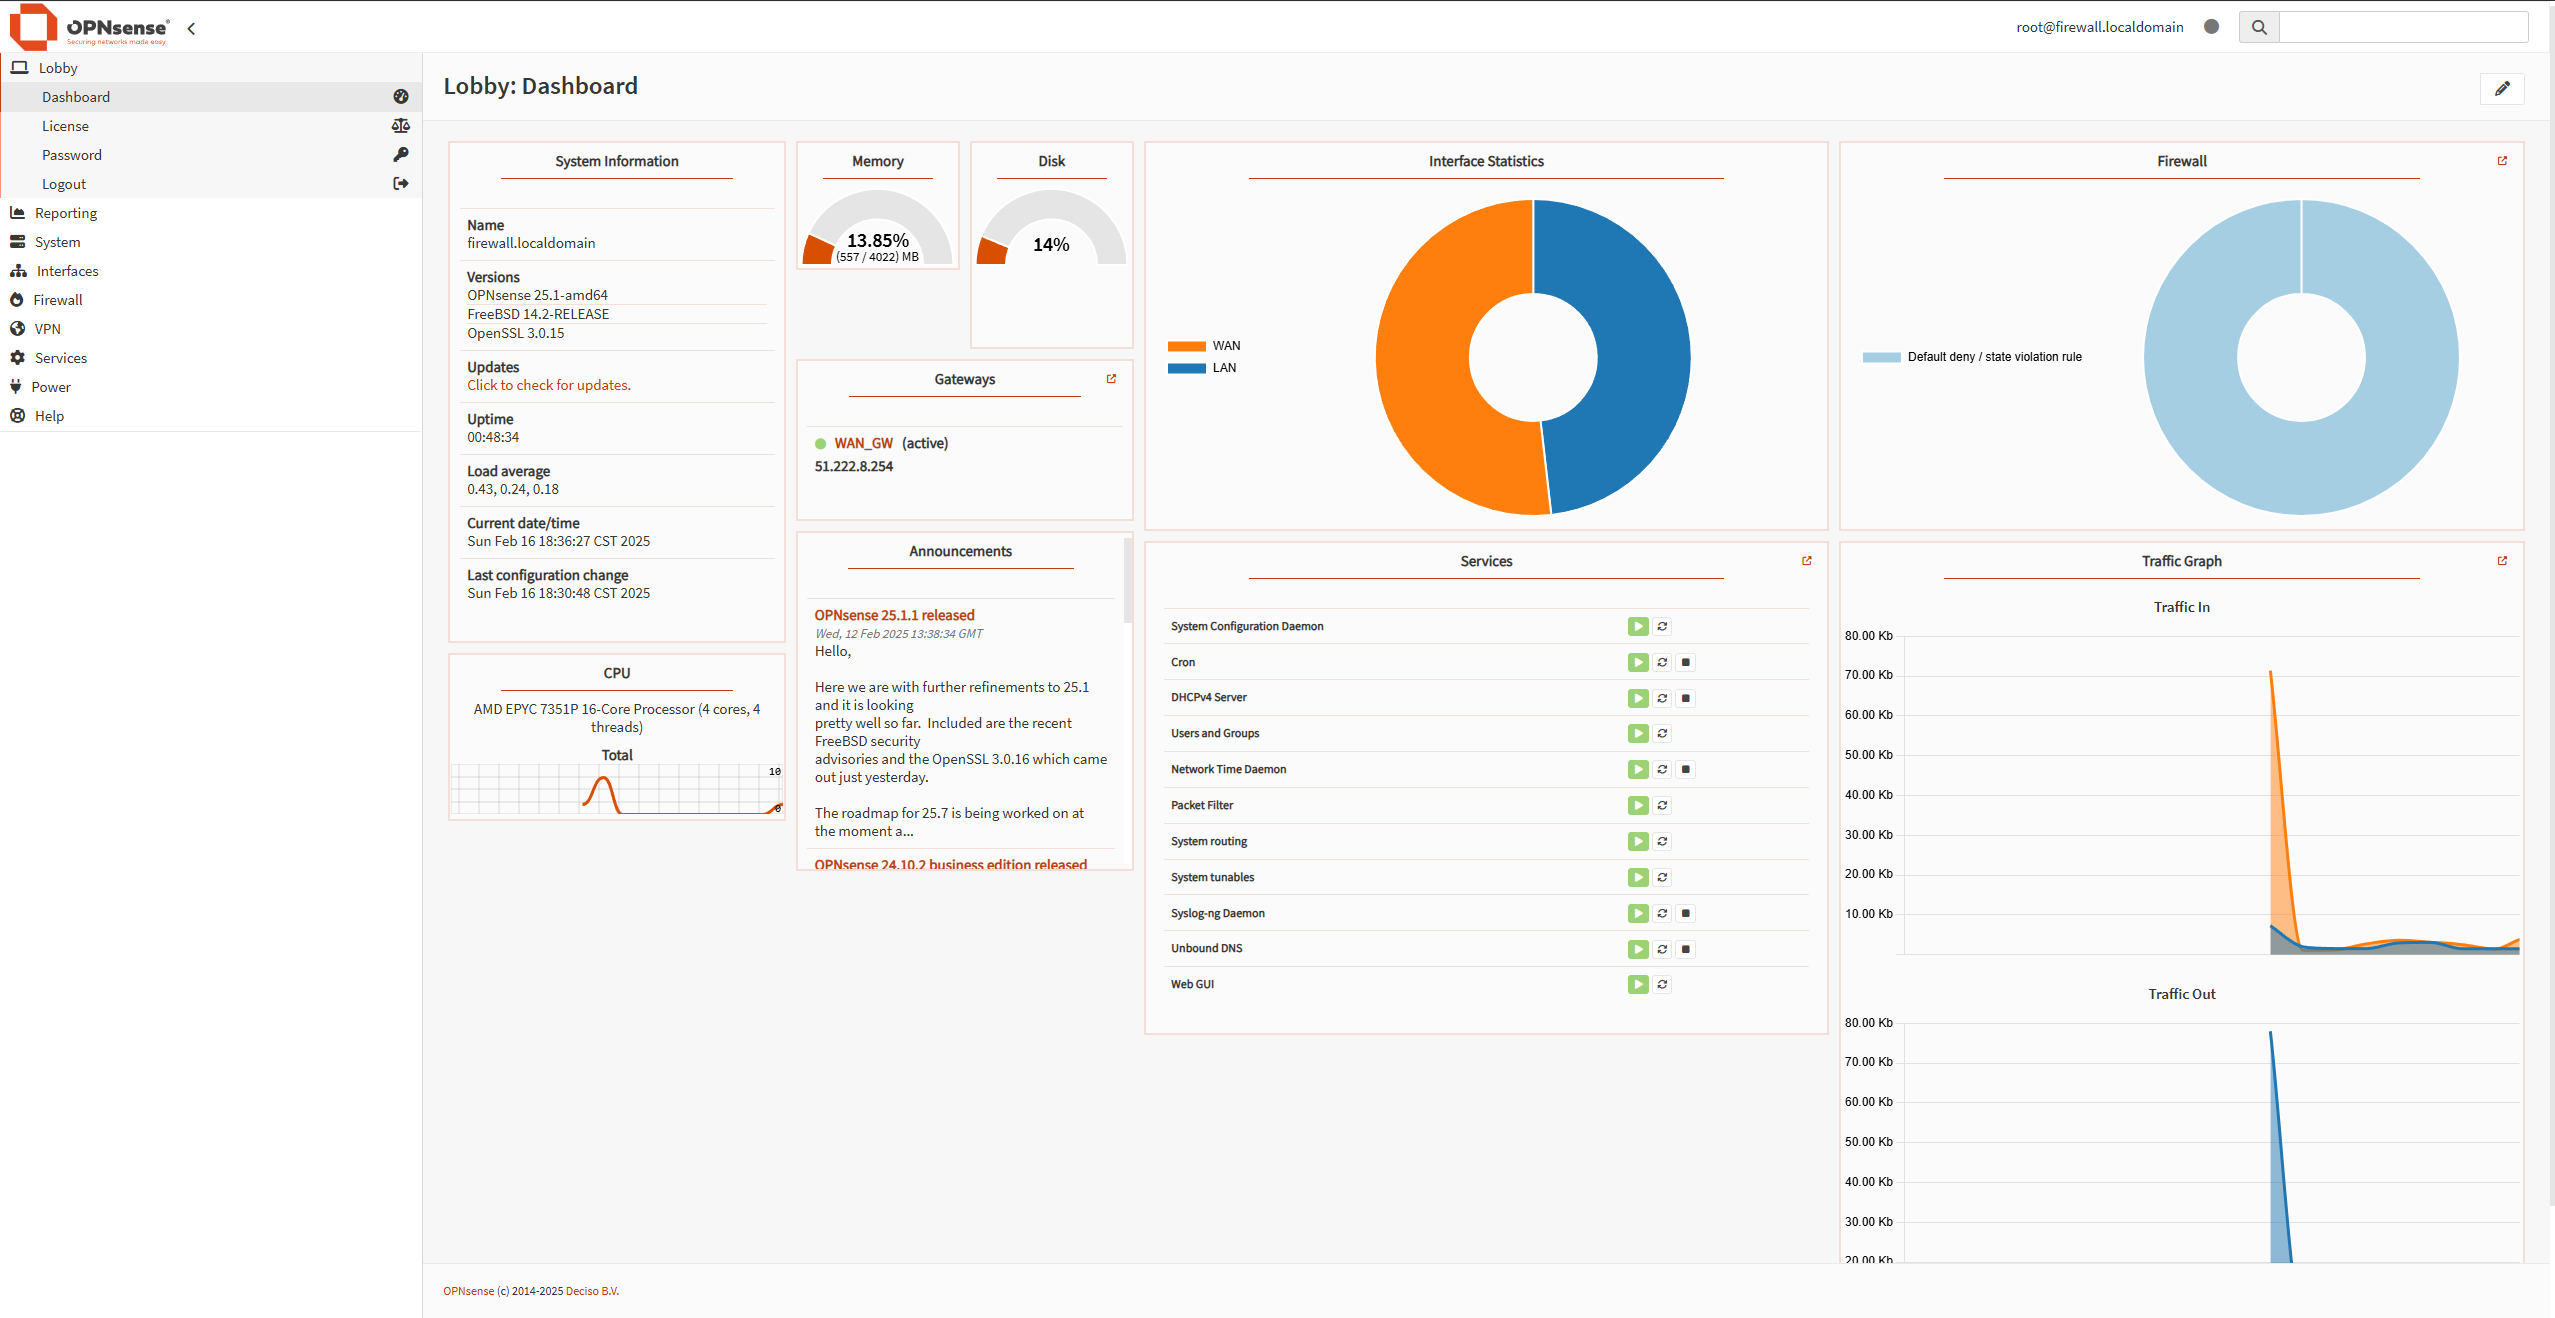 OPNsense®
Securing networks made easy
root@firewall.localdomain
Lobby
Dashboard
License
Password
Logout
Reporting
System
Interfaces
Firewall
VPN
Services
Power
Help
Lobby: Dashboard
System Information
Name
firewall.localdomain
Versions
OPNsense 25.1-amd64
FreeBSD 14.2-RELEASE
OpenSSL 3.0.15
Updates
Click to check for updates.
Uptime
00:48:34
Load average
0.43, 0.24, 0.18
Current date/time
Sun Feb 16 18:36:27 CST 2025
Last configuration change
Sun Feb 16 18:30:48 CST 2025
CPU
AMD EPYC 7351P 16-Core Processor (4 cores, 4
threads)
Total
10
0
Memory
13.85%
(557 / 4022) MB
Disk
14%
Gateways
WAN_GW (active)
51.222.8.254
Announcements
OPNsense 25.1.1 released
Wed, 12 Feb 2025 13:38:34 GMT
Hello,
Here we are with further refinements to 25.1
and it is looking
pretty well so far. Included are the recent
FreeBSD security
advisories and the OpenSSL 3.0.16 which came
out just yesterday.
The roadmap for 25.7 is being worked on at
the moment a...
OPNsense 24.10.2 business edition released
Interface Statistics
WAN
LAN
Services
System Configuration Daemon
Cron
DHCPv4 Server
Users and Groups
Network Time Daemon
Packet Filter
System routing
System tunables
Syslog-ng Daemon
Unbound DNS
Web GUI
Firewall
Default deny / state violation rule
Traffic Graph
Traffic In
80.00 Kb
70.00 Kb
60.00 Kb
50.00 Kb
40.00 Kb
30.00 Kb
20.00 Kb
10.00 Kb
Traffic Out
80.00 Kb
70.00 Kb
60.00 Kb
50.00 Kb
40.00 Kb
30.00 Kb
20.00 Kb
OPNsense (c) 2014-2025 Deciso B.V.